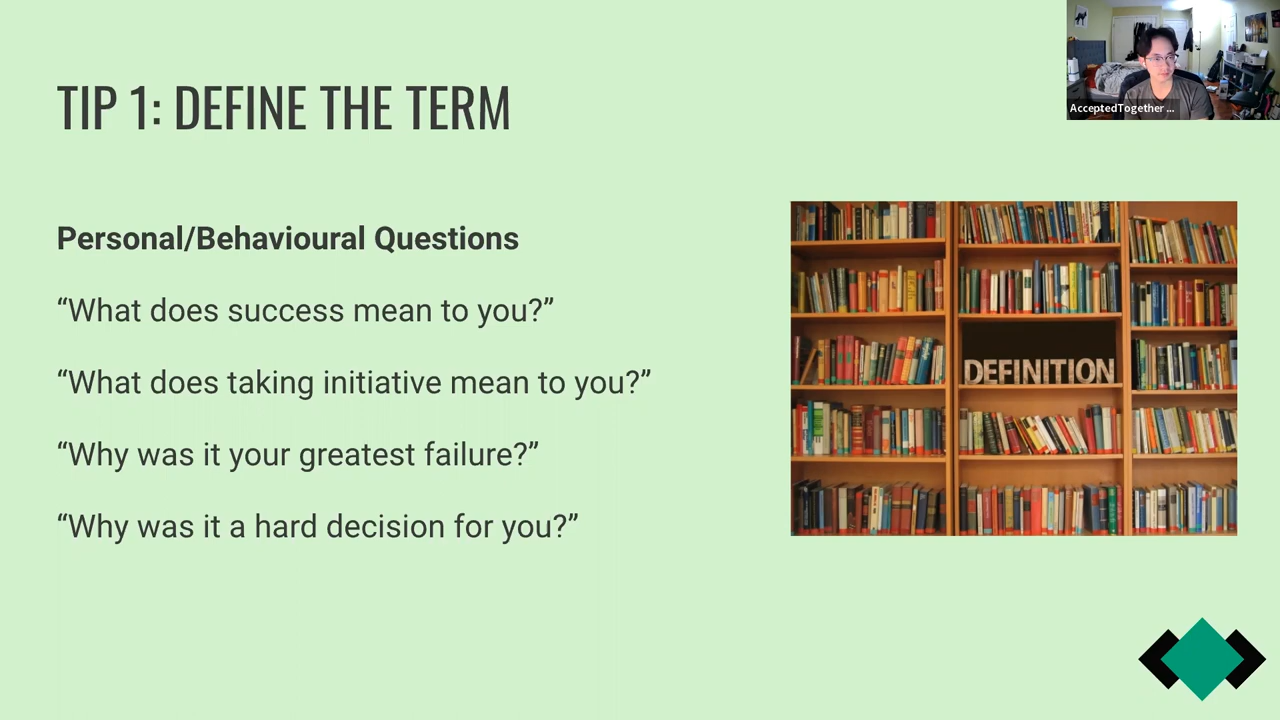 TIP 1: DEFINE THE TERM
AcceptedTogether ...
Personal/Behavioural Questions
“What does success mean to you?”
“What does taking initiative mean to you?”
“Why was it your greatest failure?”
“Why was it a hard decision for you?”
DEFINITION